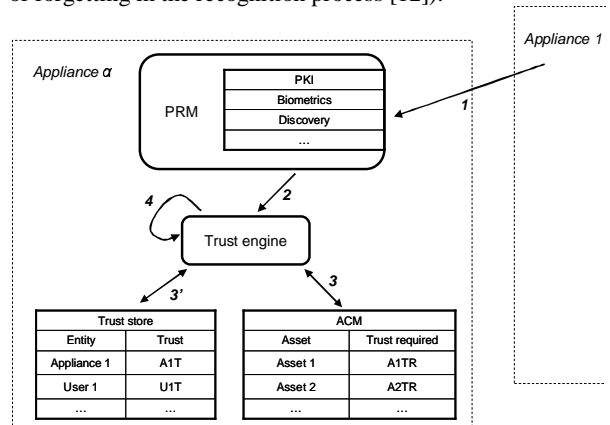 of forgetting in the recognition process [12]).
Appliance 1
Appliance α
PRM
PKI
Biometrics
Discovery
...
1
2
4
Trust engine
3'
3
Trust store
Entity Trust
Appliance 1 A1T
User 1 U1T
... ...
ACM
Asset Trust required
Asset 1 A1TR
Asset 2 A2TR
... ...